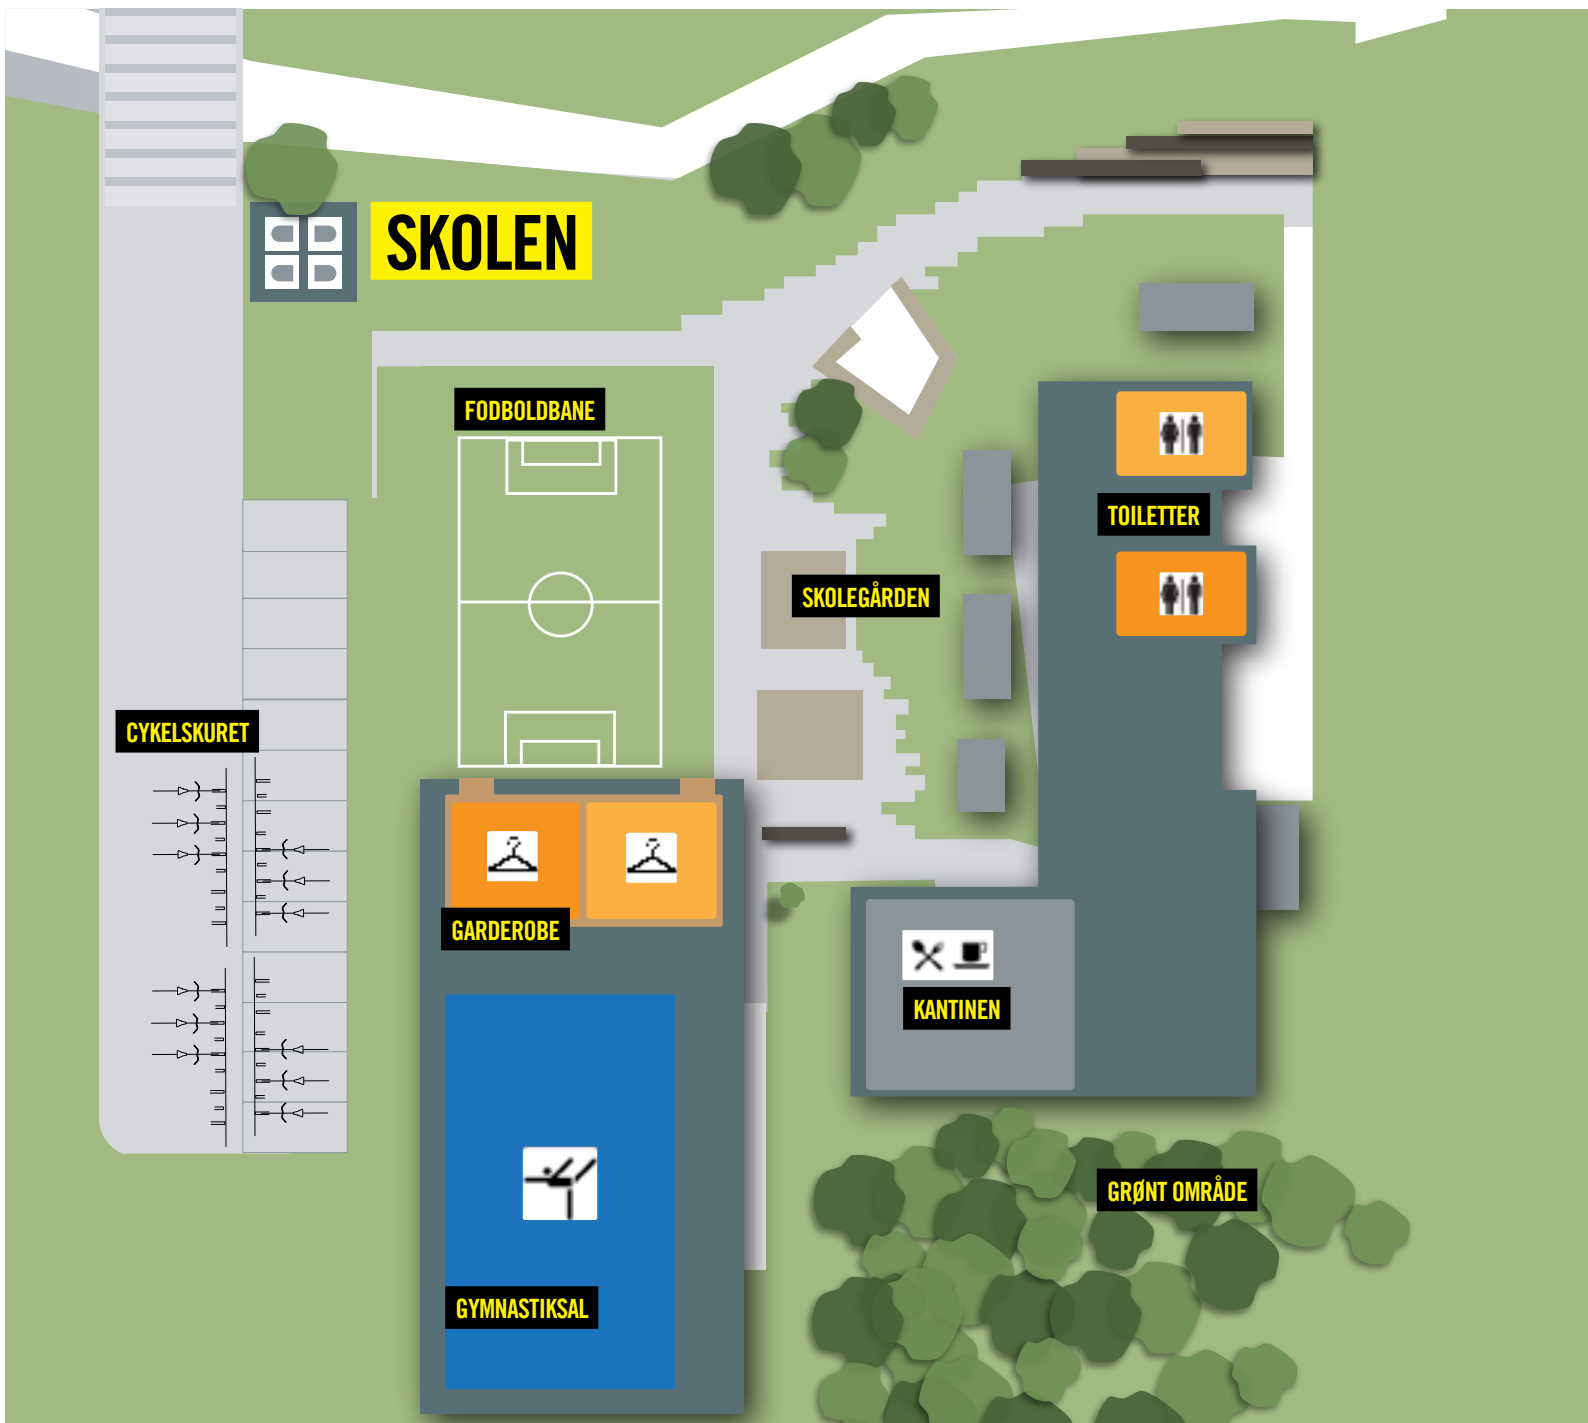 SKOLEN
FODBOLDBANE
TOILETTER
SKOLEGÅRDEN
CYKELSKURET
GARDEROBE
KANTINEN
GRØNT OMRÅDE
GYMNASTIKSAL